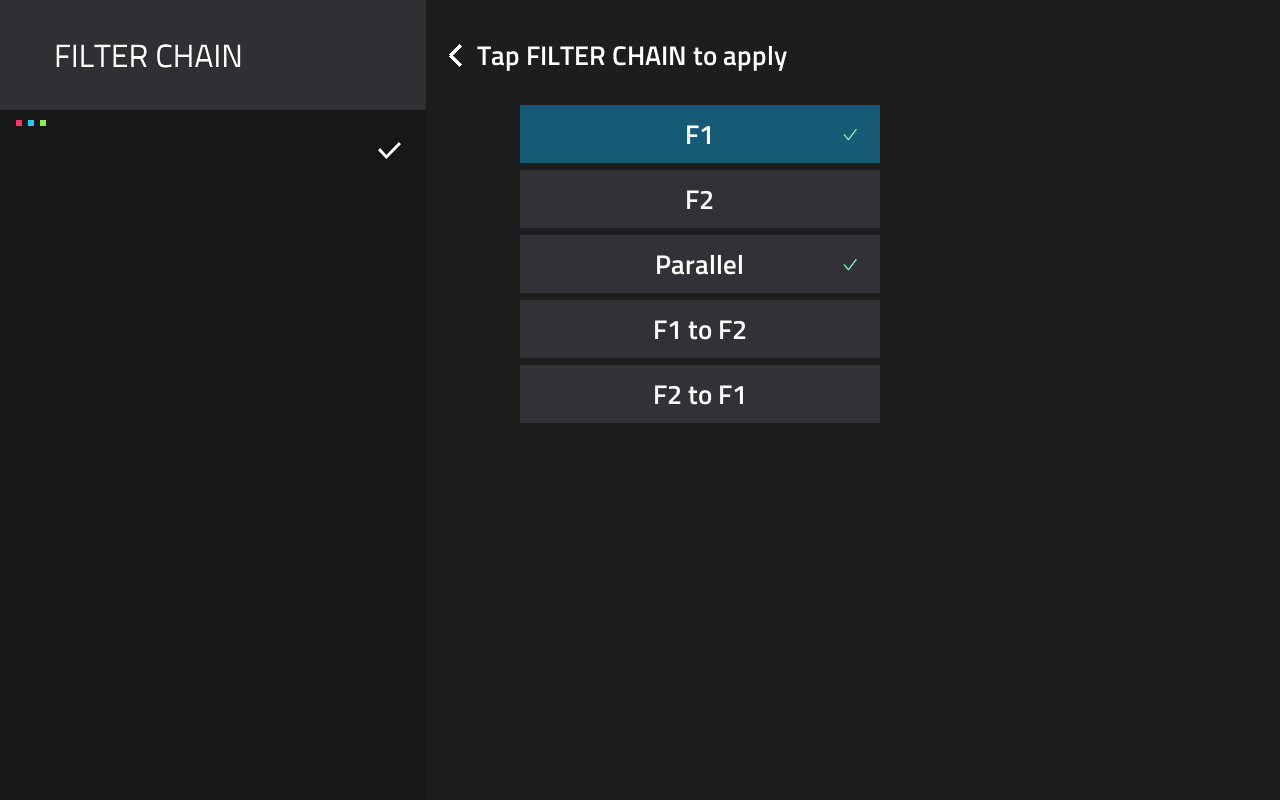 FILTER CHAIN
Tap FILTER CHAIN to apply
F1
F2
Parallel
F1 to F2
F2 to F1